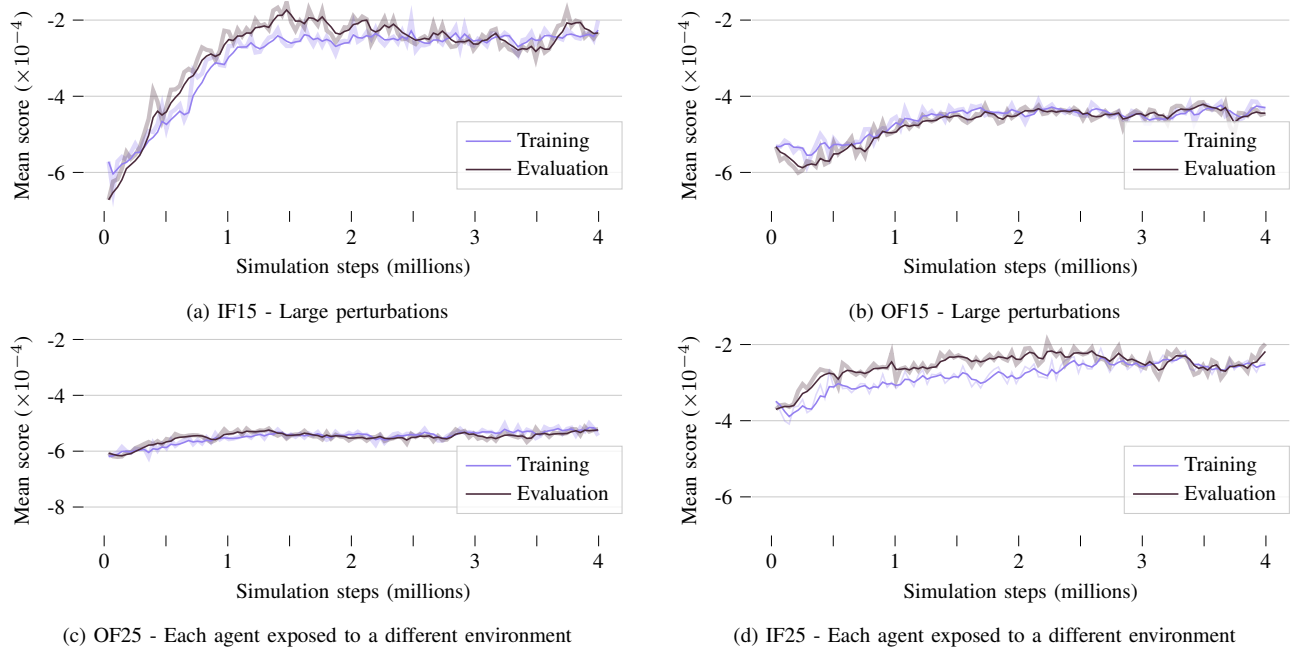 Mean score (×10⁻⁴)
-2
-4
-6
Training
Evaluation
0 1 2 3 4
Simulation steps (millions)
(a) IF15 - Large perturbations
Mean score (×10⁻⁴)
-2
-4
-6
Training
Evaluation
0 1 2 3 4
Simulation steps (millions)
(b) OF15 - Large perturbations
Mean score (×10⁻⁴)
-2
-4
-6
-8
Training
Evaluation
0 1 2 3 4
Simulation steps (millions)
(c) OF25 - Each agent exposed to a different environment
Mean score (×10⁻⁴)
-2
-4
-6
Training
Evaluation
0 1 2 3 4
Simulation steps (millions)
(d) IF25 - Each agent exposed to a different environment